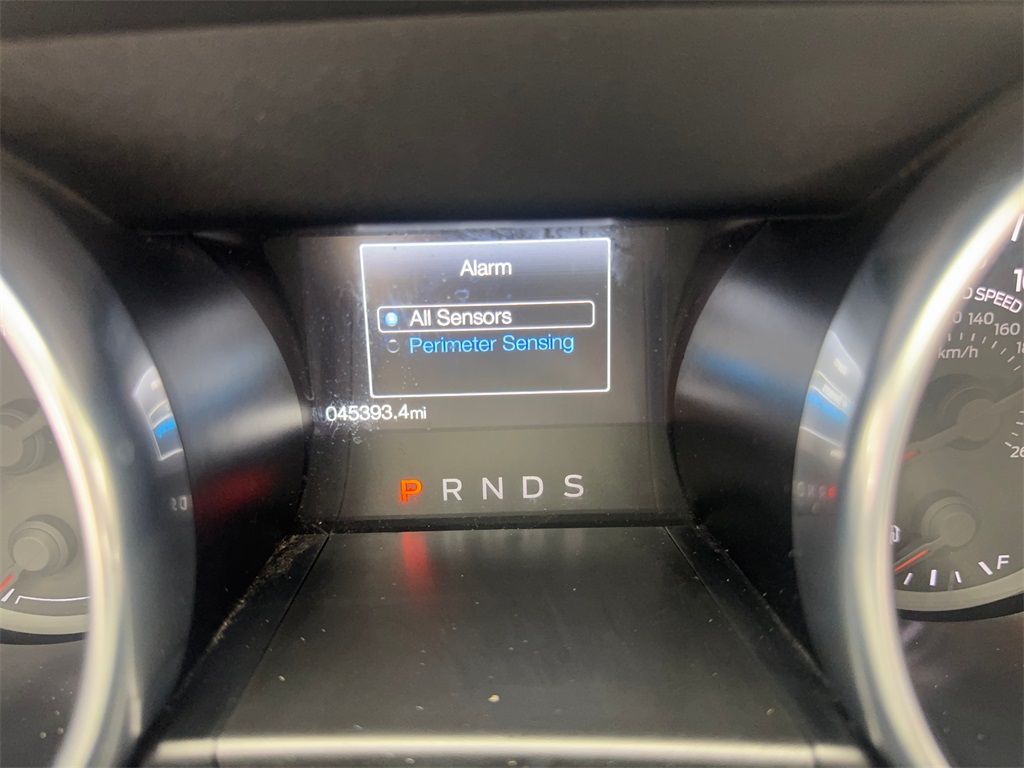 Alarm
All Sensors
Perimeter Sensing
045393.4mi
P R N D S
SPEED
140
160
km/h
F